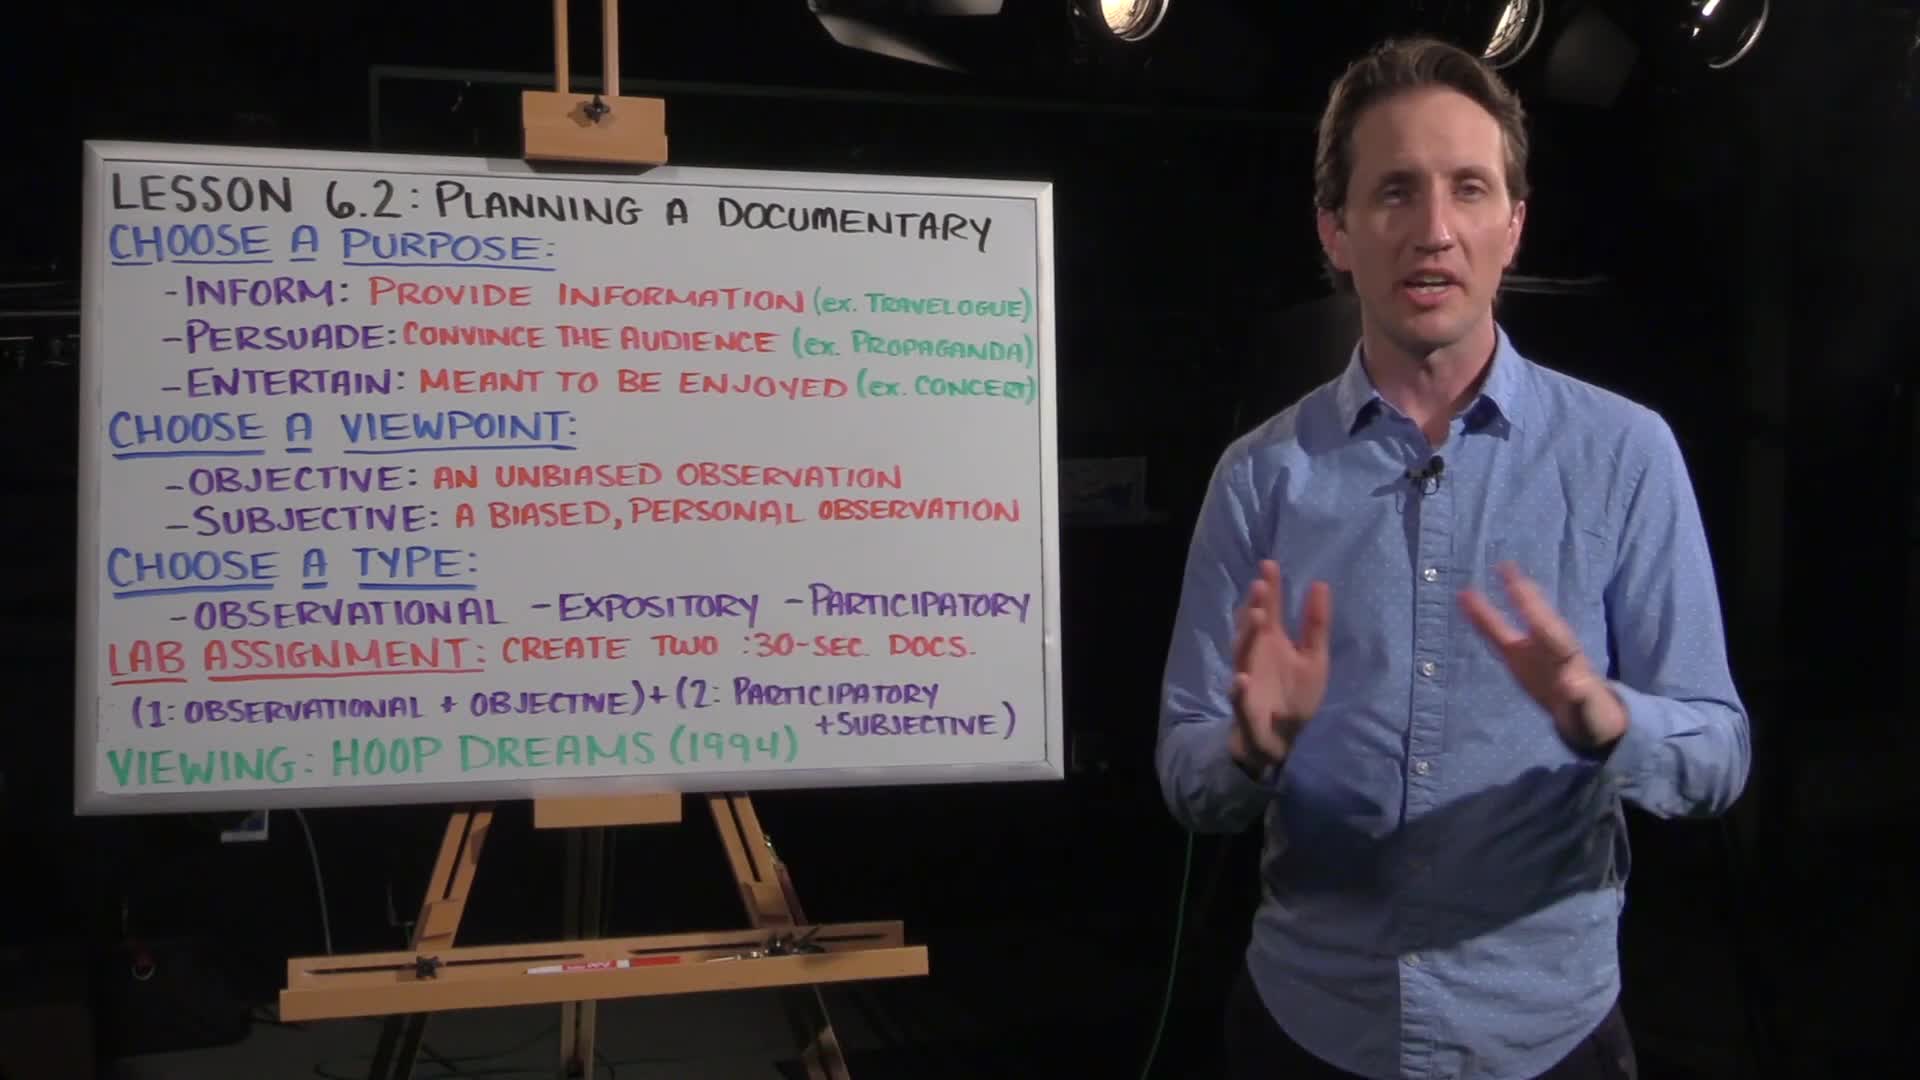 LESSON 6.2: PLANNING A DOCUMENTARY
CHOOSE A PURPOSE:
-INFORM: PROVIDE INFORMATION (ex. TRAVELOGUE)
-PERSUADE: CONVINCE THE AUDIENCE (ex. PROPAGANDA)
-ENTERTAIN: MEANT TO BE ENJOYED (ex. CONCERT)
CHOOSE A VIEWPOINT:
-OBJECTIVE: AN UNBIASED OBSERVATION
-SUBJECTIVE: A BIASED, PERSONAL OBSERVATION
CHOOSE A TYPE:
-OBSERVATIONAL -EXPOSITORY -PARTICIPATORY
LAB ASSIGNMENT: CREATE TWO :30-SEC. DOCS.
(1: OBSERVATIONAL + OBJECTIVE) + (2: PARTICIPATORY
+SUBJECTIVE)
VIEWING: HOOP DREAMS (1994)